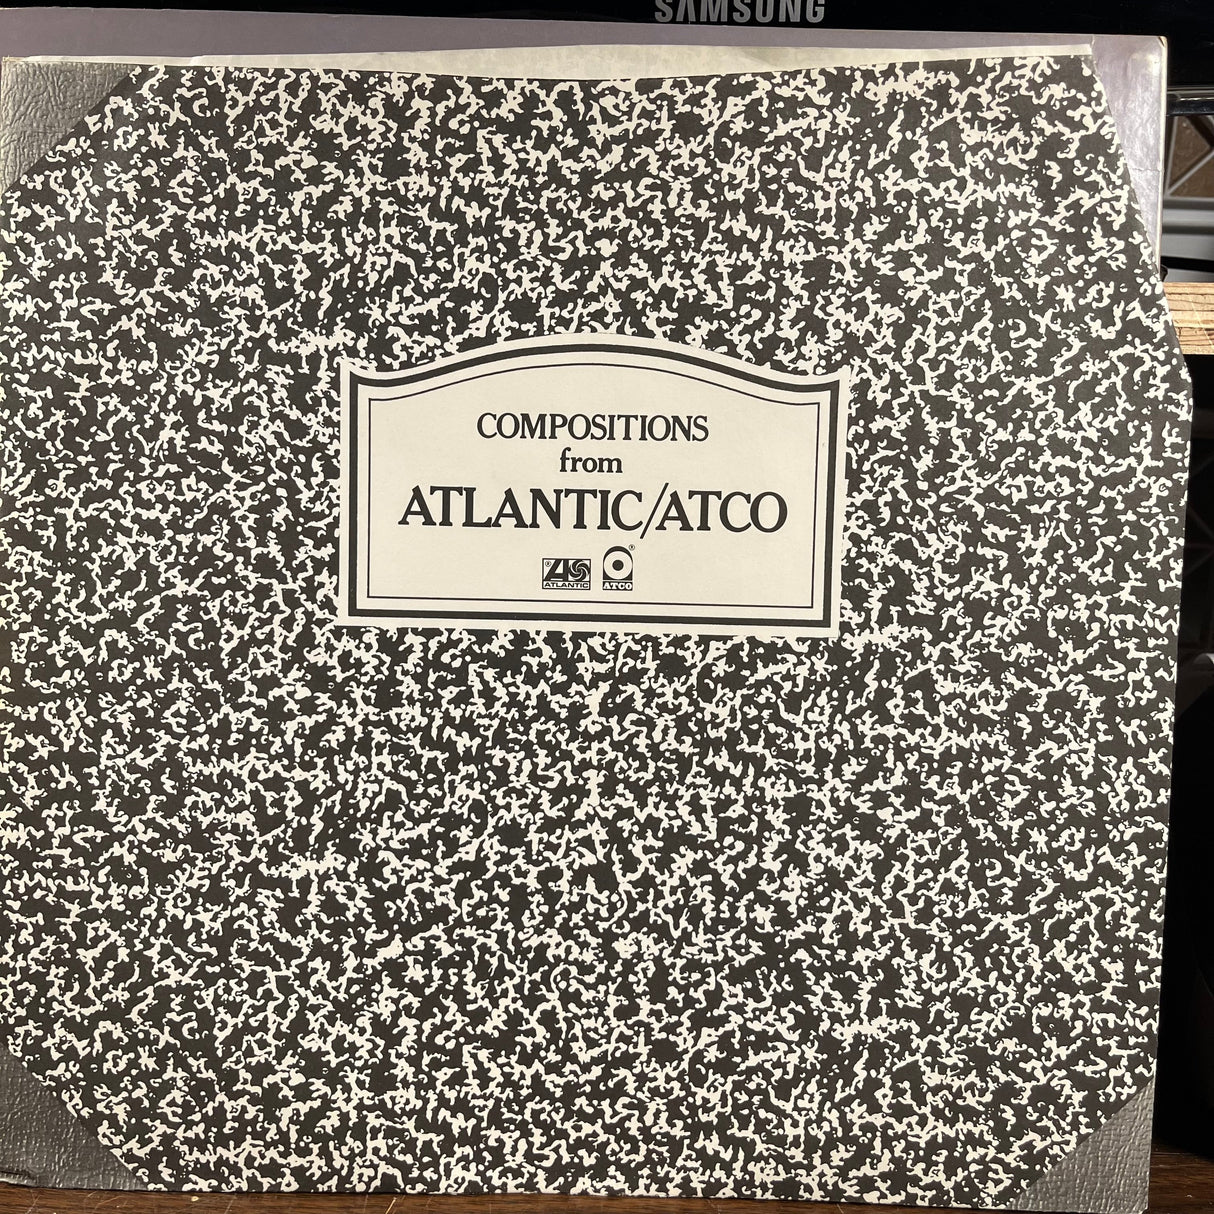 SAMSUNG
COMPOSITIONS
from
ATLANTIC/ATCO
ATLANTIC
ATCO